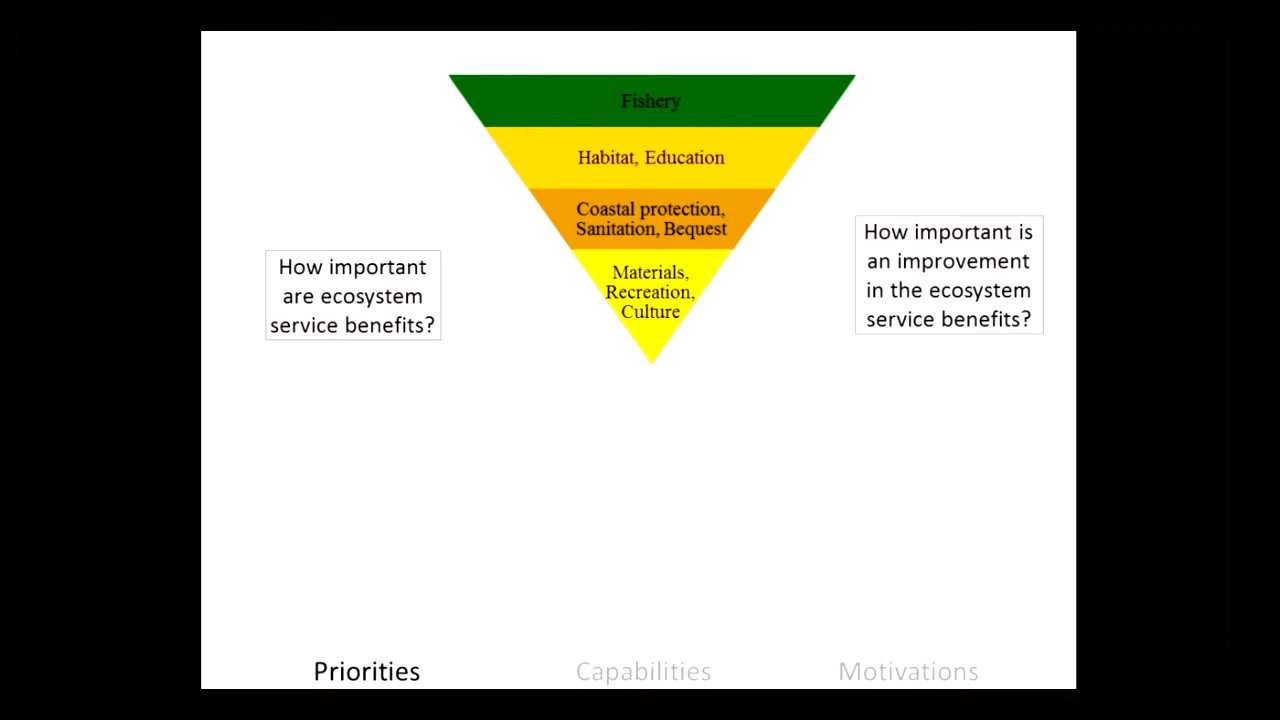 Fishery
Habitat, Education
Coastal protection,
Sanitation, Bequest
Materials,
Recreation,
Culture
How important
are ecosystem
service benefits?
How important is
an improvement
in the ecosystem
service benefits?
Priorities
Capabilities
Motivations